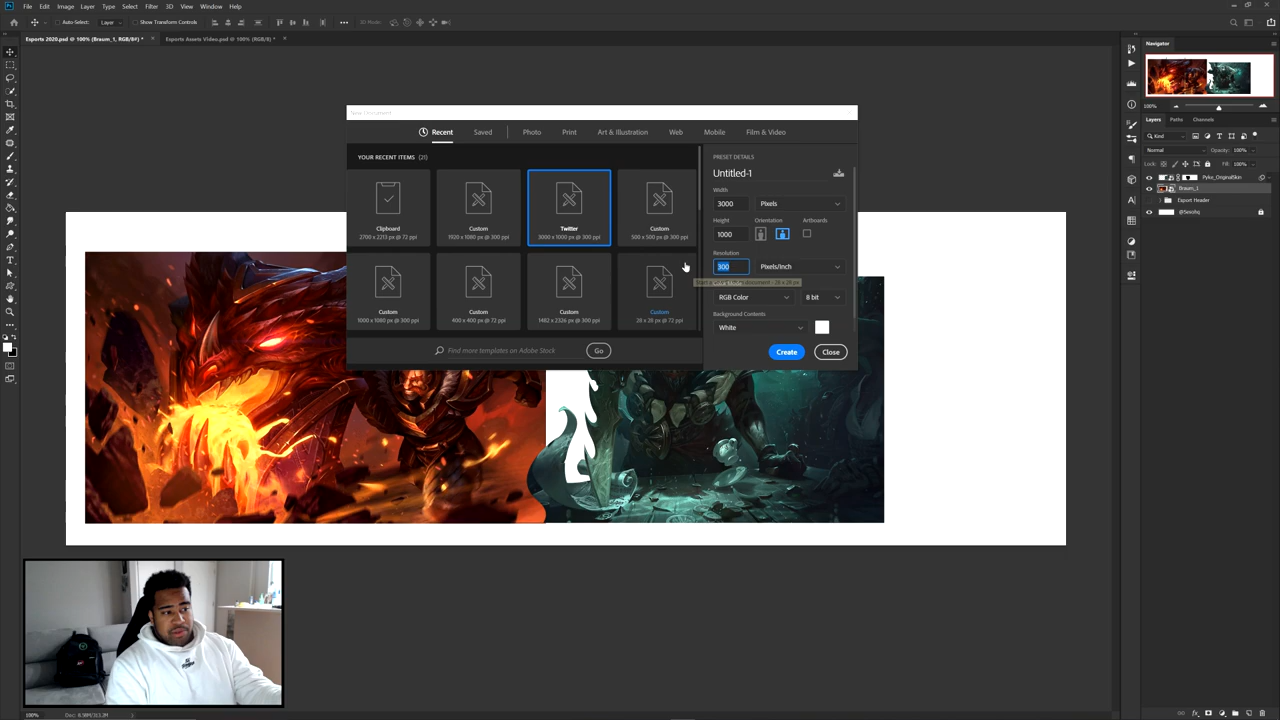 File Edit Image Layer Type Select Filter 3D View Window Help
Auto-Select: Layer Show Transform Controls 3D Mode:
Exports 2020.psd @ 100% (Braum_1, RGB/8#) * Exports Assets Video.psd @ 100% (RGB/8) *
New Document
Recent Saved Photo Print Art & Illustration Web Mobile Film & Video
YOUR RECENT ITEMS (21)
Clipboard
2700 x 2213 px @ 72 ppi
Custom
1920 x 1080 px @ 300 ppi
Twitter
3000 x 1000 px @ 300 ppi
Custom
500 x 500 px @ 300 ppi
Custom
1000 x 1080 px @ 300 ppi
Custom
400 x 400 px @ 72 ppi
Custom
1482 x 2326 px @ 300 ppi
Custom
28 x 28 px @ 72 ppi
Find more templates on Adobe Stock Go
PRESET DETAILS
Untitled-1
Width
3000 Pixels
Height Orientation Artboards
1000
Resolution
300 Pixels/Inch
RGB Color 8 bit
Background Contents
White
Create Close
Navigator
100%
Layers Paths Channels
Kind
Normal Opacity: 100%
Lock: Fill: 100%
Pyke_OriginalSkin
Braum_1
Export Header
100% Doc: